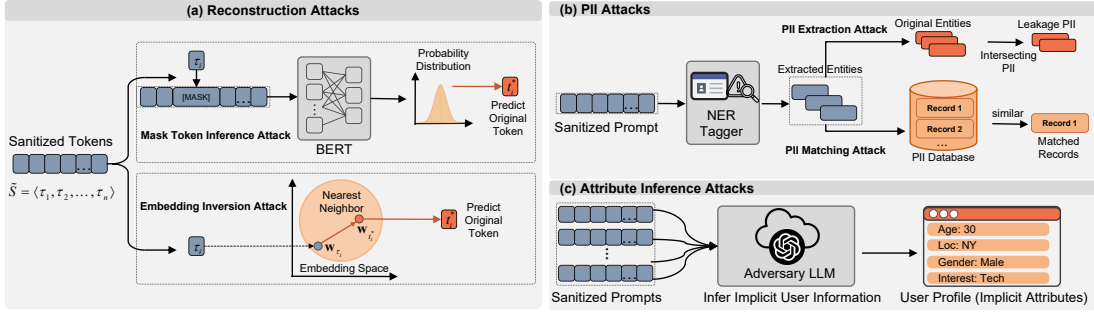 (a) Reconstruction Attacks
τᵢ
[MASK]
...
Mask Token Inference Attack
BERT
Probability
Distribution
tᵢ*
Predict
Original
Token
Sanitized Tokens
...
S̃ = ⟨τ₁, τ₂, ..., τₙ⟩
Embedding Inversion Attack
τᵢ
Nearest
Neighbor
w_τᵢ
w_tᵢ*
Embedding Space
tᵢ*
Predict
Original
Token
(b) PII Attacks
Sanitized Prompt
...
NER
Tagger
PII Extraction Attack
Extracted Entities
PII Matching Attack
Original Entities
Intersecting
PII
Leakage PII
Record 1
Record 2
...
PII Database
similar
Record 1
Matched
Records
(c) Attribute Inference Attacks
...
...
...
...
Sanitized Prompts
Adversary LLM
Infer Implicit User Information
Age: 30
Loc: NY
Gender: Male
Interest: Tech
User Profile (Implicit Attributes)